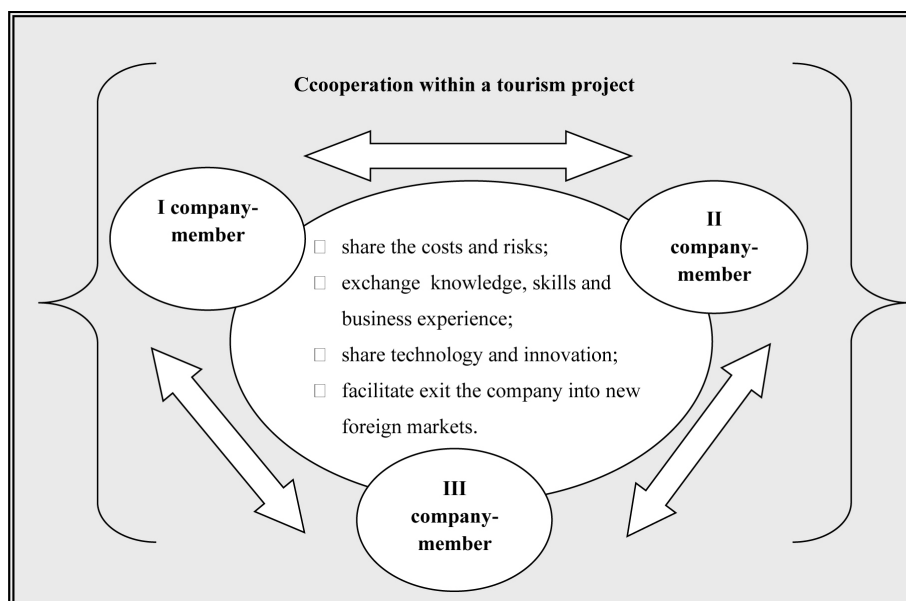 Ccooperation within a tourism project
I company-
member
II
company-
member
□ share the costs and risks;
□ exchange knowledge, skills and
business experience;
□ share technology and innovation;
□ facilitate exit the company into new
foreign markets.
III
company-
member